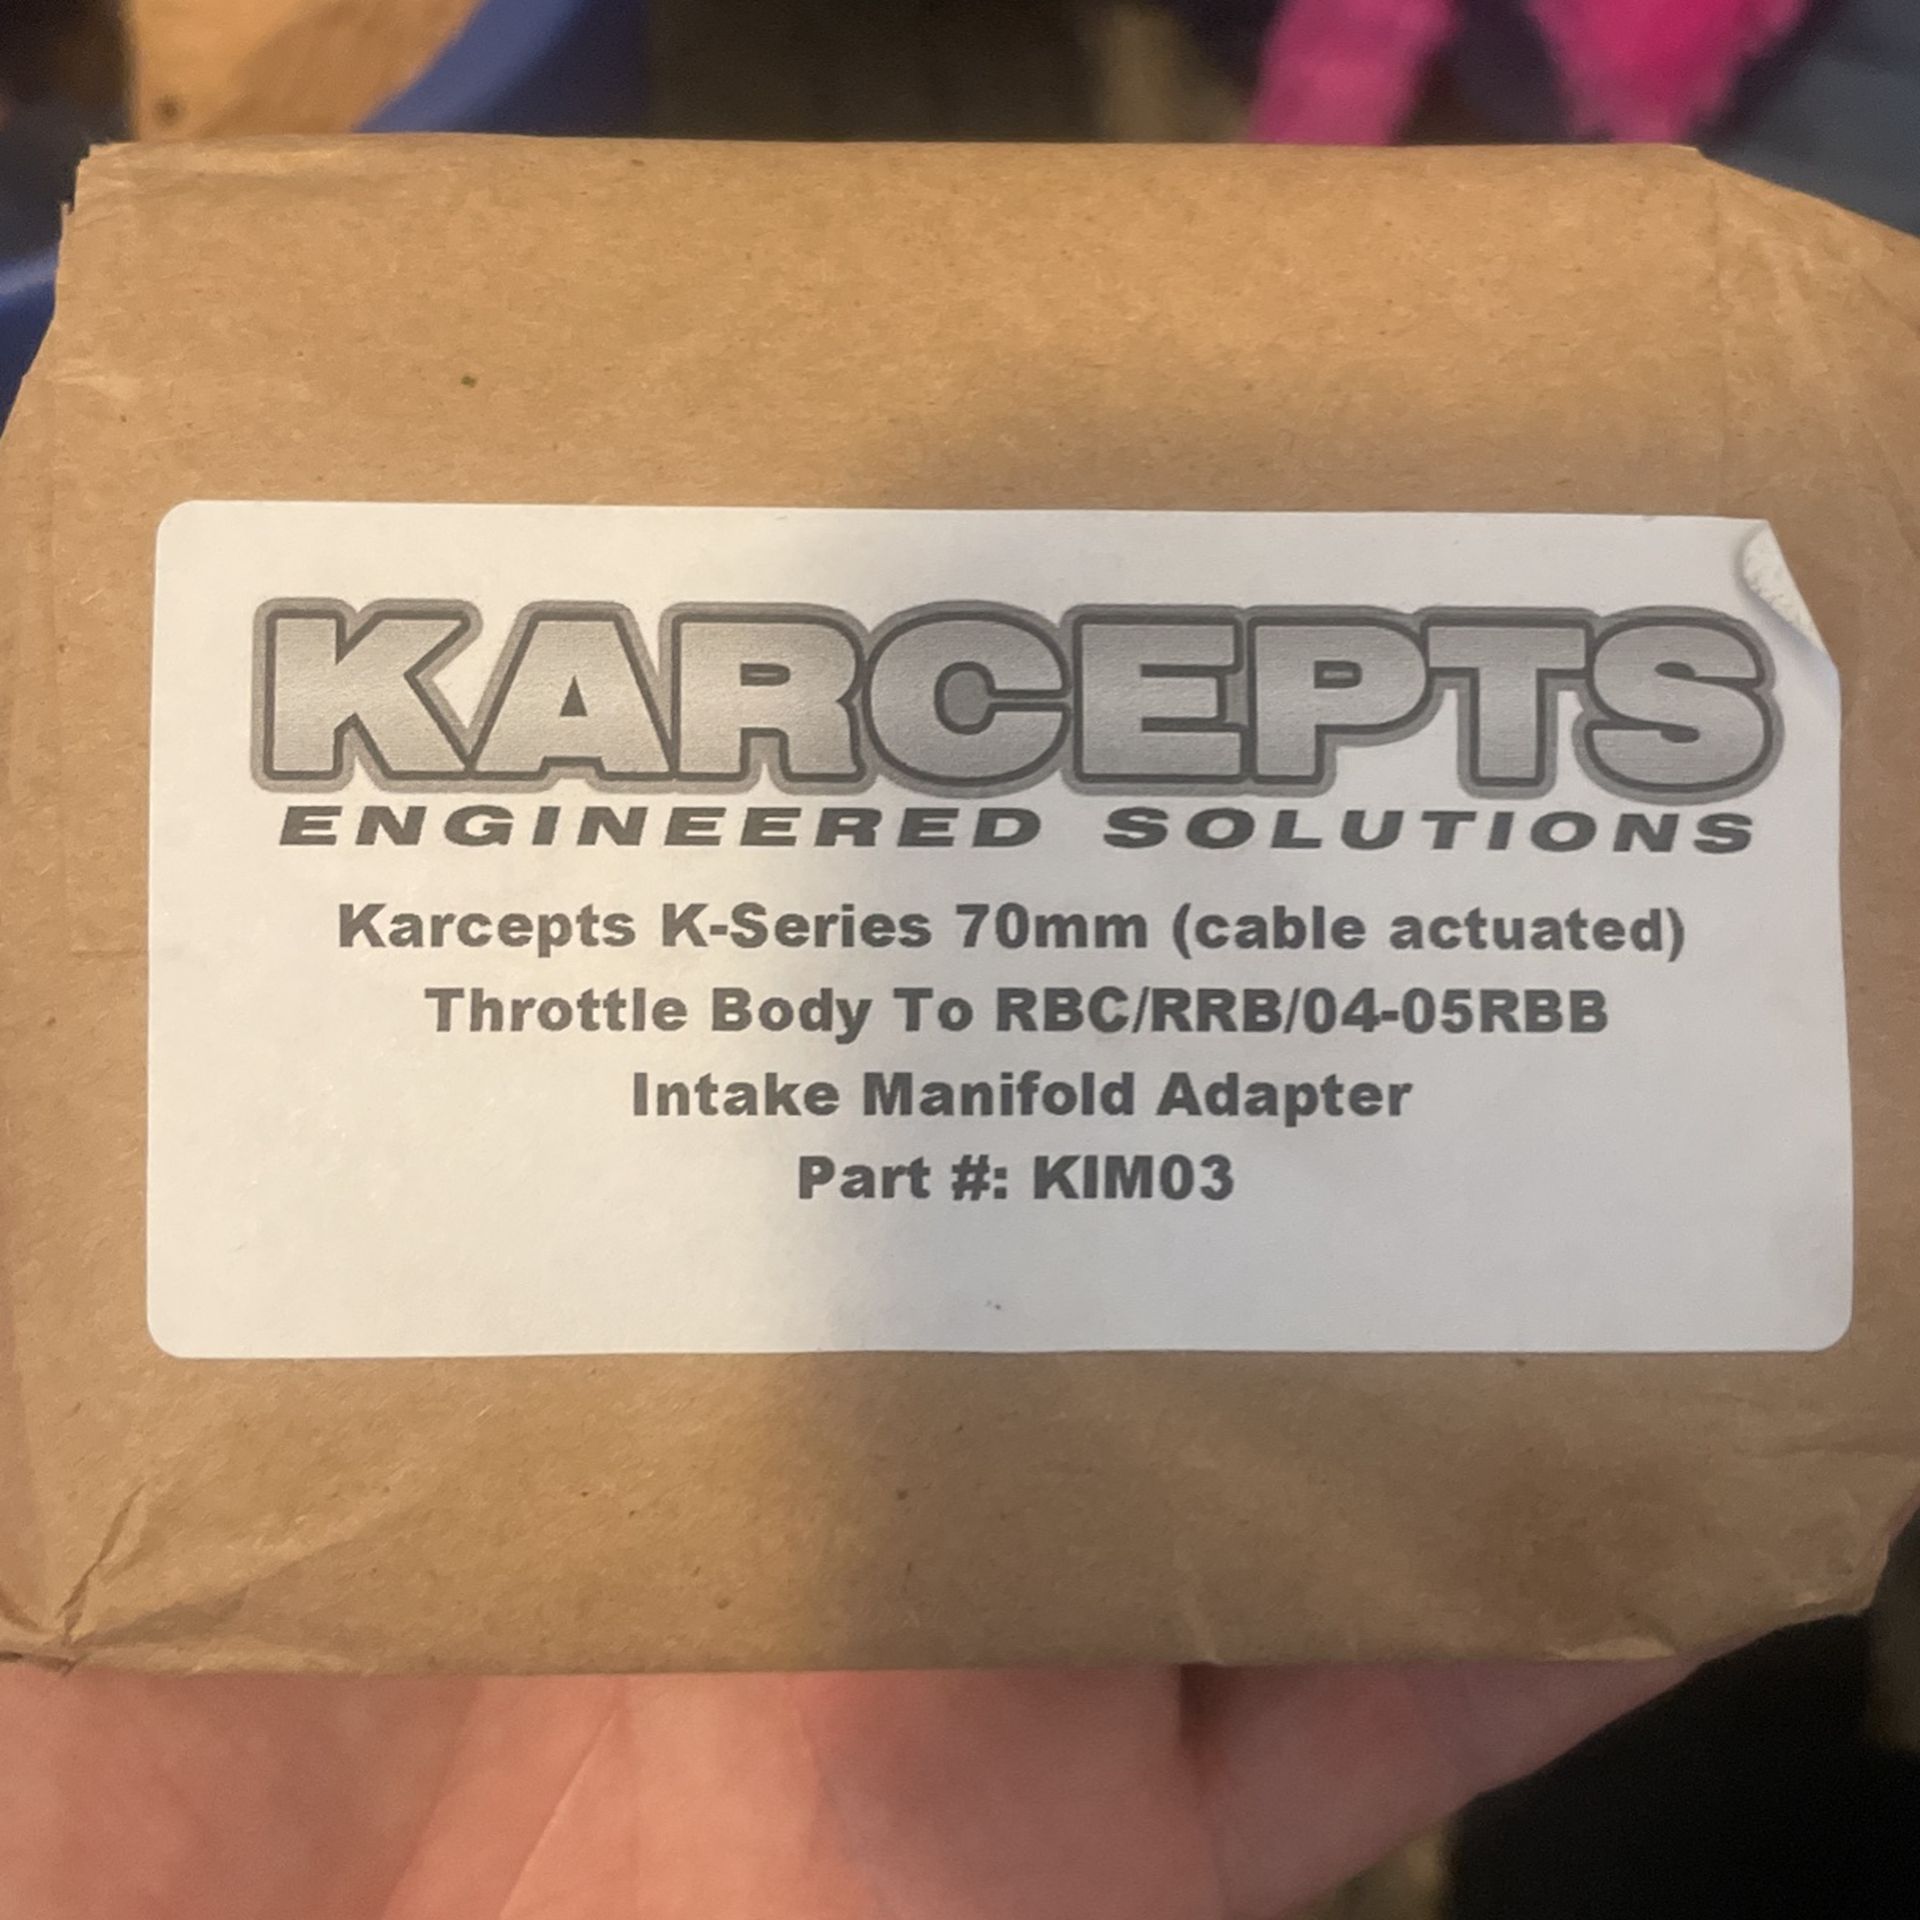 KARCEPTS
ENGINEERED SOLUTIONS
Karcepts K-Series 70mm (cable actuated)
Throttle Body To RBC/RRB/04-05RBB
Intake Manifold Adapter
Part #: KIM03